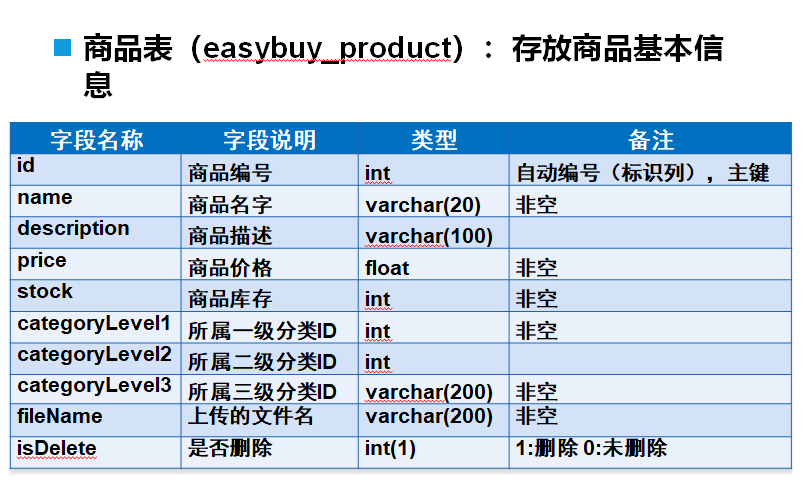 商品表（easybuy_product）：存放商品基本信
息
字段名称 字段说明 类型 备注
id 商品编号 int 自动编号（标识列），主键
name 商品名字 varchar(20) 非空
description 商品描述 varchar(100)
price 商品价格 float 非空
stock 商品库存 int 非空
categoryLevel1 所属一级分类ID int 非空
categoryLevel2 所属二级分类ID int
categoryLevel3 所属三级分类ID varchar(200) 非空
fileName 上传的文件名 varchar(200) 非空
isDelete 是否删除 int(1) 1:删除 0:未删除